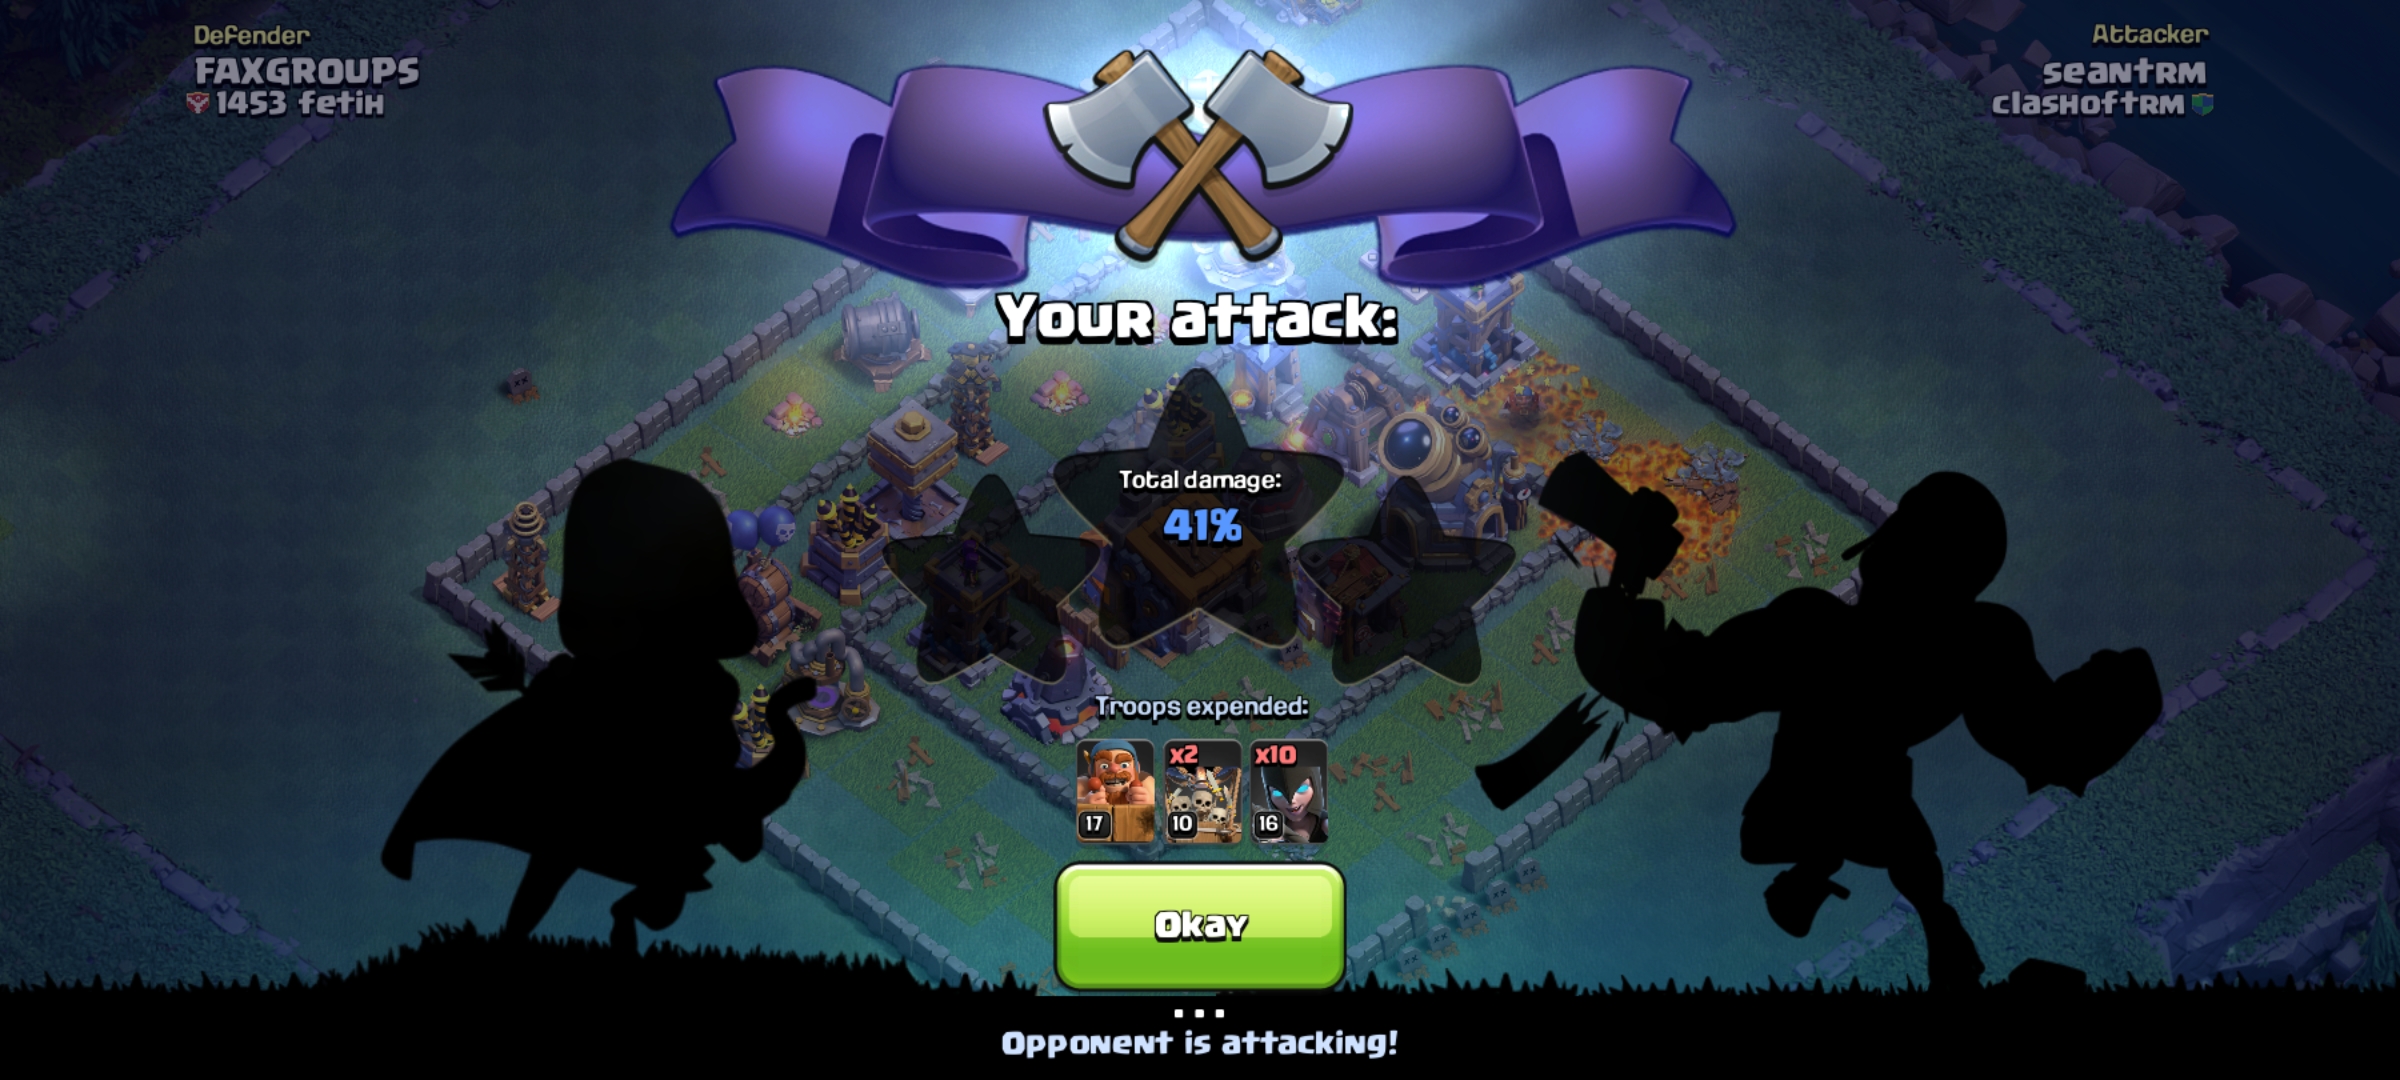 Defender
FAXGROUPS
1453 fetih
Attacker
seantrm
clashoftrm
Your attack:
Total damage:
41%
Troops expended:
x2
x10
17
10
16
Okay
...
Opponent is attacking!